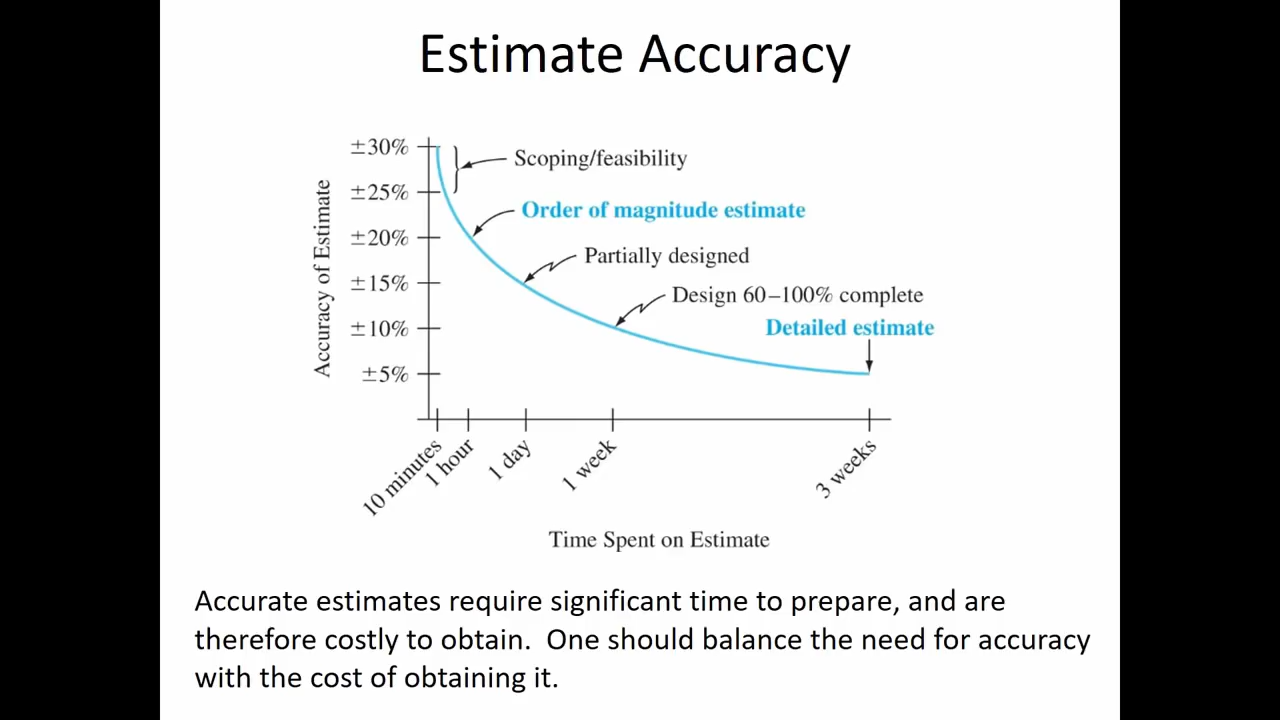 Estimate Accuracy
±30%
±25%
±20%
±15%
±10%
±5%
Accuracy of Estimate
Scoping/feasibility
Order of magnitude estimate
Partially designed
Design 60–100% complete
Detailed estimate
10 minutes
1 hour
1 day
1 week
3 weeks
Time Spent on Estimate
Accurate estimates require significant time to prepare, and are
therefore costly to obtain.  One should balance the need for accuracy
with the cost of obtaining it.